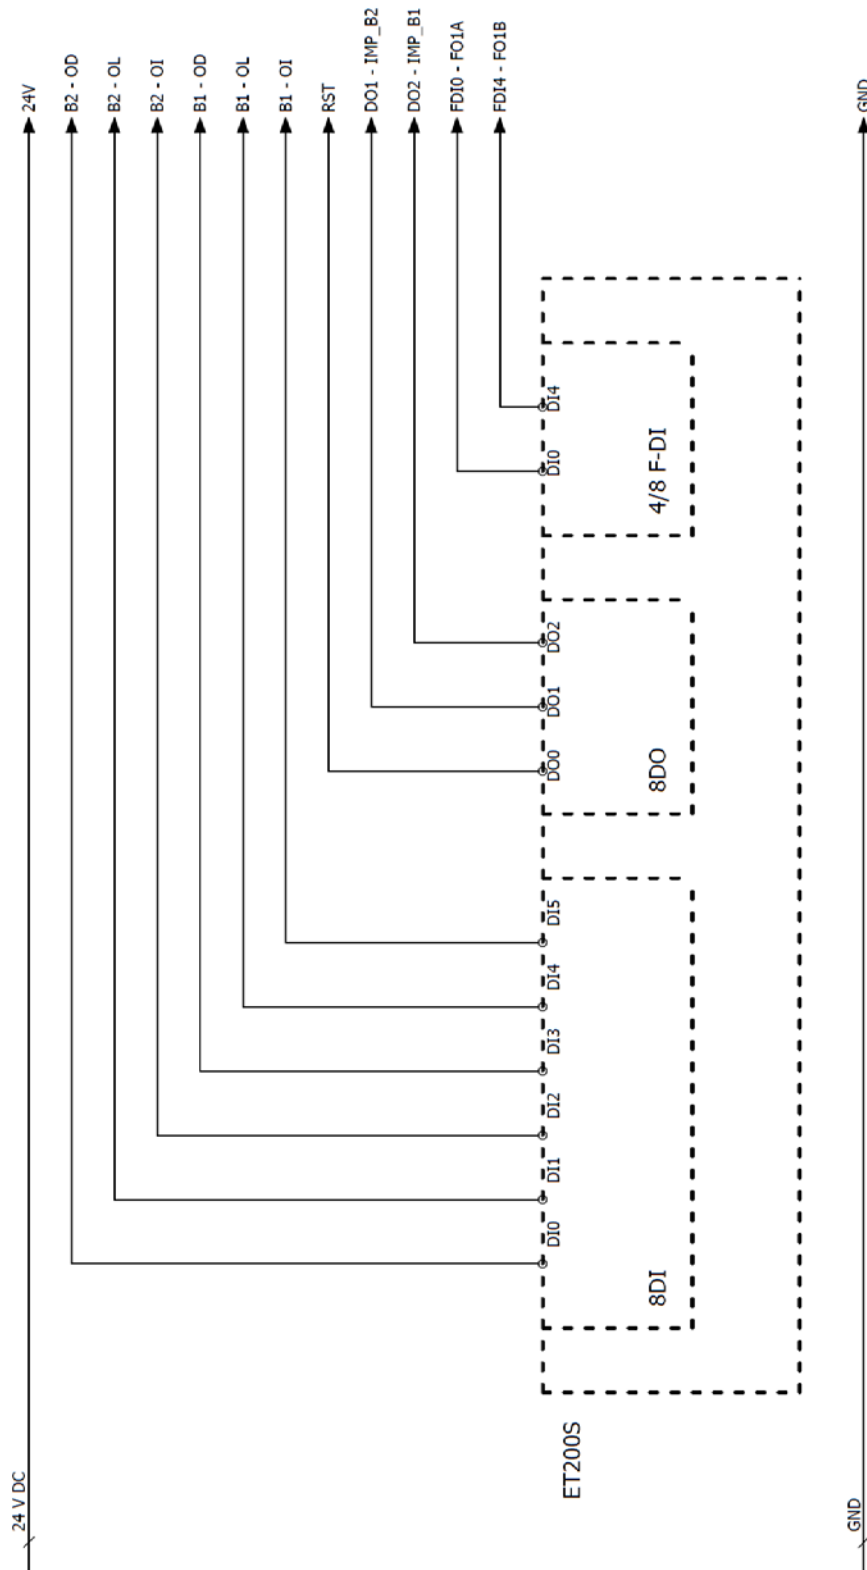 24V
B2 - OD
B2 - OL
B2 - OI
B1 - OD
B1 - OL
B1 - OI
RST
DO1 - IMP_B2
DO2 - IMP_B1
FDI0 - FO1A
FDI4 - FO1B
GND
DI4
DI0
4/8 F-DI
DO2
DO1
DO0
8DO
DI5
DI4
DI3
DI2
DI1
DI0
8DI
ET200S
24 V DC
GND